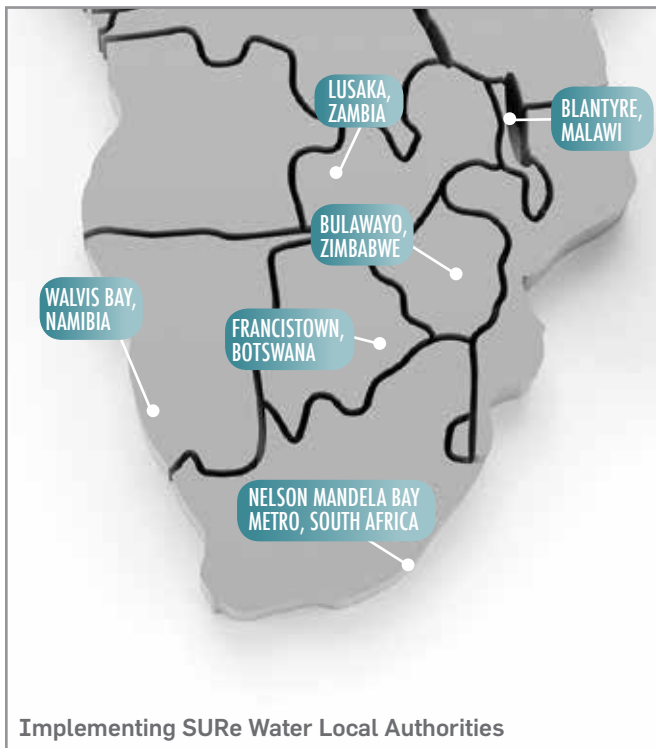 LUSAKA,
ZAMBIA
BLANTYRE,
MALAWI
BULAWAYO,
ZIMBABWE
WALVIS BAY,
NAMIBIA
FRANCISTOWN,
BOTSWANA
NELSON MANDELA BAY
METRO, SOUTH AFRICA
Implementing SURe Water Local Authorities